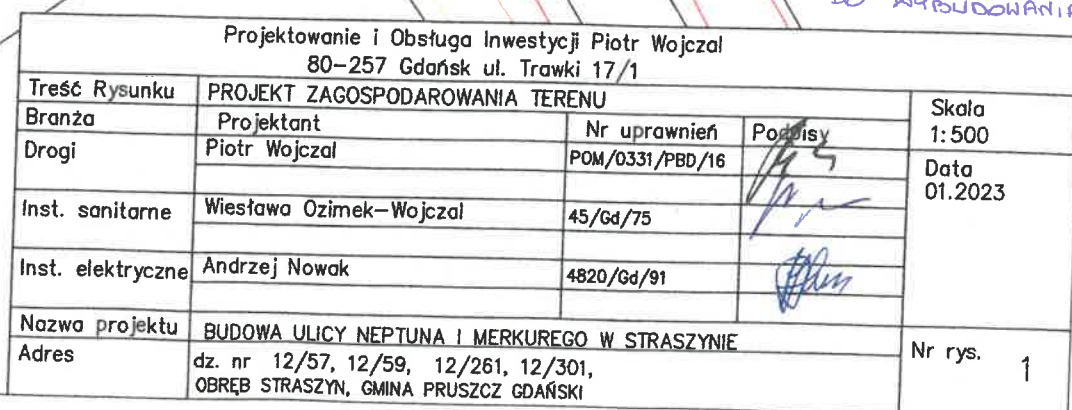 DO WYBUDOWANIA
Projektowanie i Obsługa Inwestycji Piotr Wojczal
80-257 Gdańsk ul. Trawki 17/1
Treść Rysunku PROJEKT ZAGOSPODAROWANIA TERENU Skala
1:500
Branża Projektant Nr uprawnień Podpisy
Drogi Piotr Wojczal POM/0331/PBD/16 Data
01.2023
Inst. sanitarne Wiesława Ozimek-Wojczal 45/Gd/75
Inst. elektryczne Andrzej Nowak 4820/Gd/91
Nazwa projektu BUDOWA ULICY NEPTUNA I MERKUREGO W STRASZYNIE
Adres dz. nr 12/57, 12/59, 12/261, 12/301,
OBRĘB STRASZYN, GMINA PRUSZCZ GDAŃSKI
Nr rys. 1